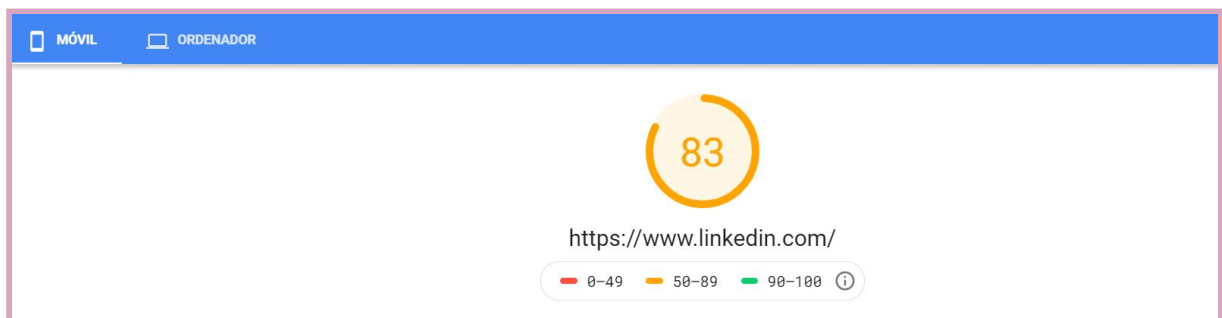 MÓVIL ORDENADOR
83
https://www.linkedin.com/
0–49 50–89 90–100